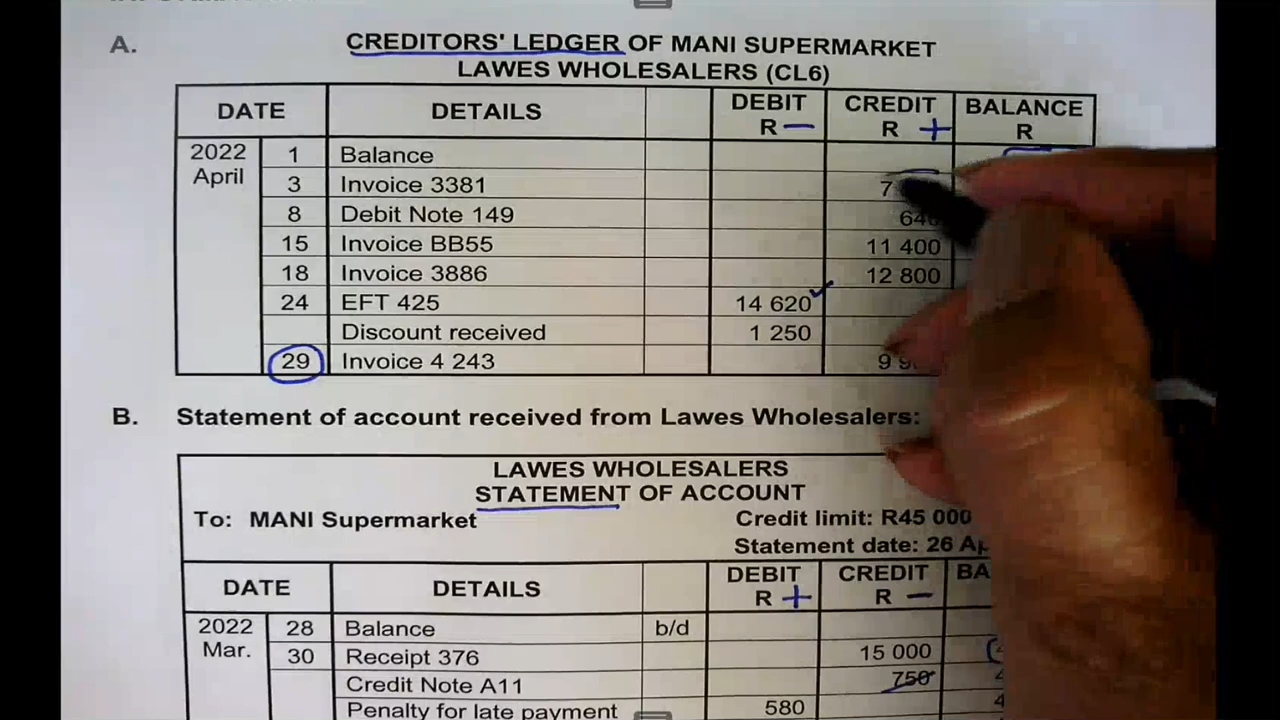 A. CREDITORS' LEDGER OF MANI SUPERMARKET
LAWES WHOLESALERS (CL6)
DATE DETAILS DEBIT R − CREDIT R + BALANCE R
2022 April 1 Balance
3 Invoice 3381
8 Debit Note 149
15 Invoice BB55 11 400
18 Invoice 3886 12 800
24 EFT 425 14 620 ✓
Discount received 1 250
29 Invoice 4 243
B. Statement of account received from Lawes Wholesalers:
LAWES WHOLESALERS
STATEMENT OF ACCOUNT
To: MANI Supermarket Credit limit: R45 000
Statement date: 26
DATE DETAILS DEBIT R + CREDIT R −
2022 Mar. 28 Balance b/d
30 Receipt 376 15 000
Credit Note A11 750
Penalty for late payment 580